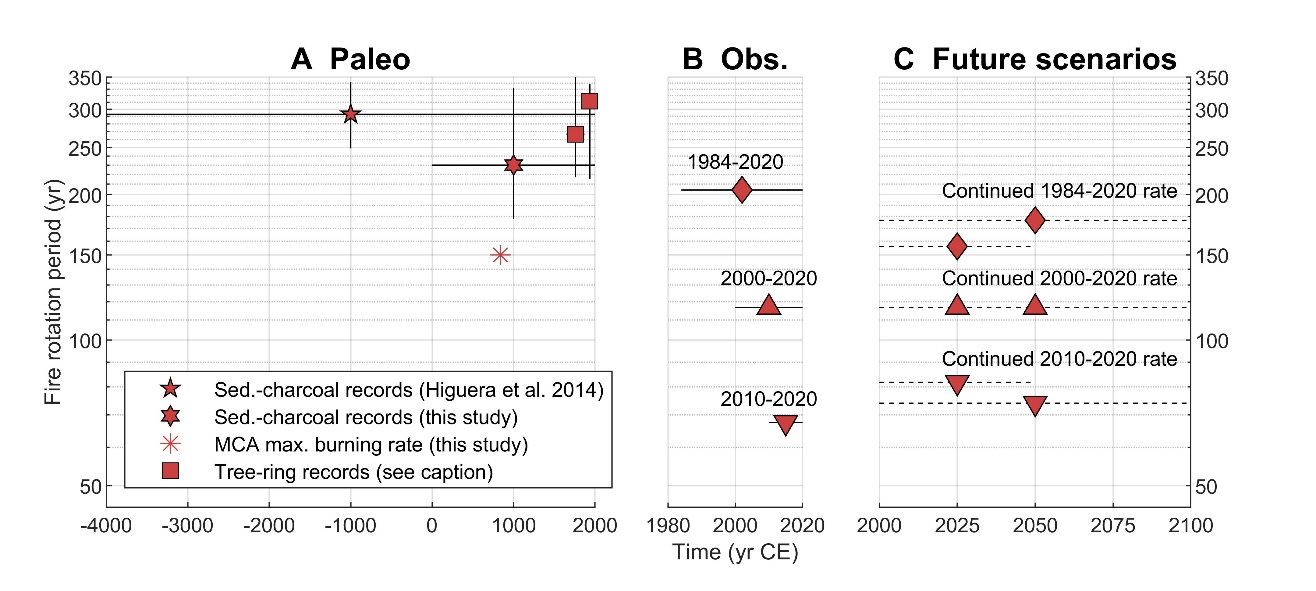 A Paleo
B Obs.
C Future scenarios
Fire rotation period (yr)
350
300
250
200
150
100
50
-4000 -3000 -2000 -1000 0 1000 2000
Sed.-charcoal records (Higuera et al. 2014)
Sed.-charcoal records (this study)
MCA max. burning rate (this study)
Tree-ring records (see caption)
1984-2020
2000-2020
2010-2020
1980 2000 2020
Time (yr CE)
Continued 1984-2020 rate
Continued 2000-2020 rate
Continued 2010-2020 rate
350
300
250
200
150
100
50
2000 2025 2050 2075 2100